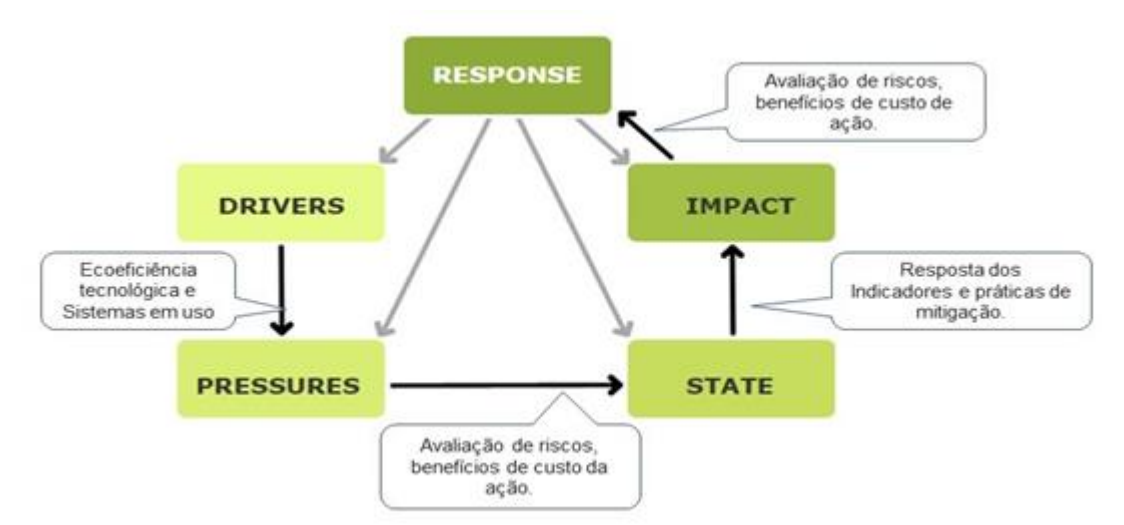 RESPONSE
Avaliação de riscos,
benefícios de custo de
ação.
DRIVERS
IMPACT
Ecoeficiência
tecnológica e
Sistemas em uso
Resposta dos
Indicadores e práticas de
mitigação.
PRESSURES
STATE
Avaliação de riscos,
benefícios de custo da
ação.